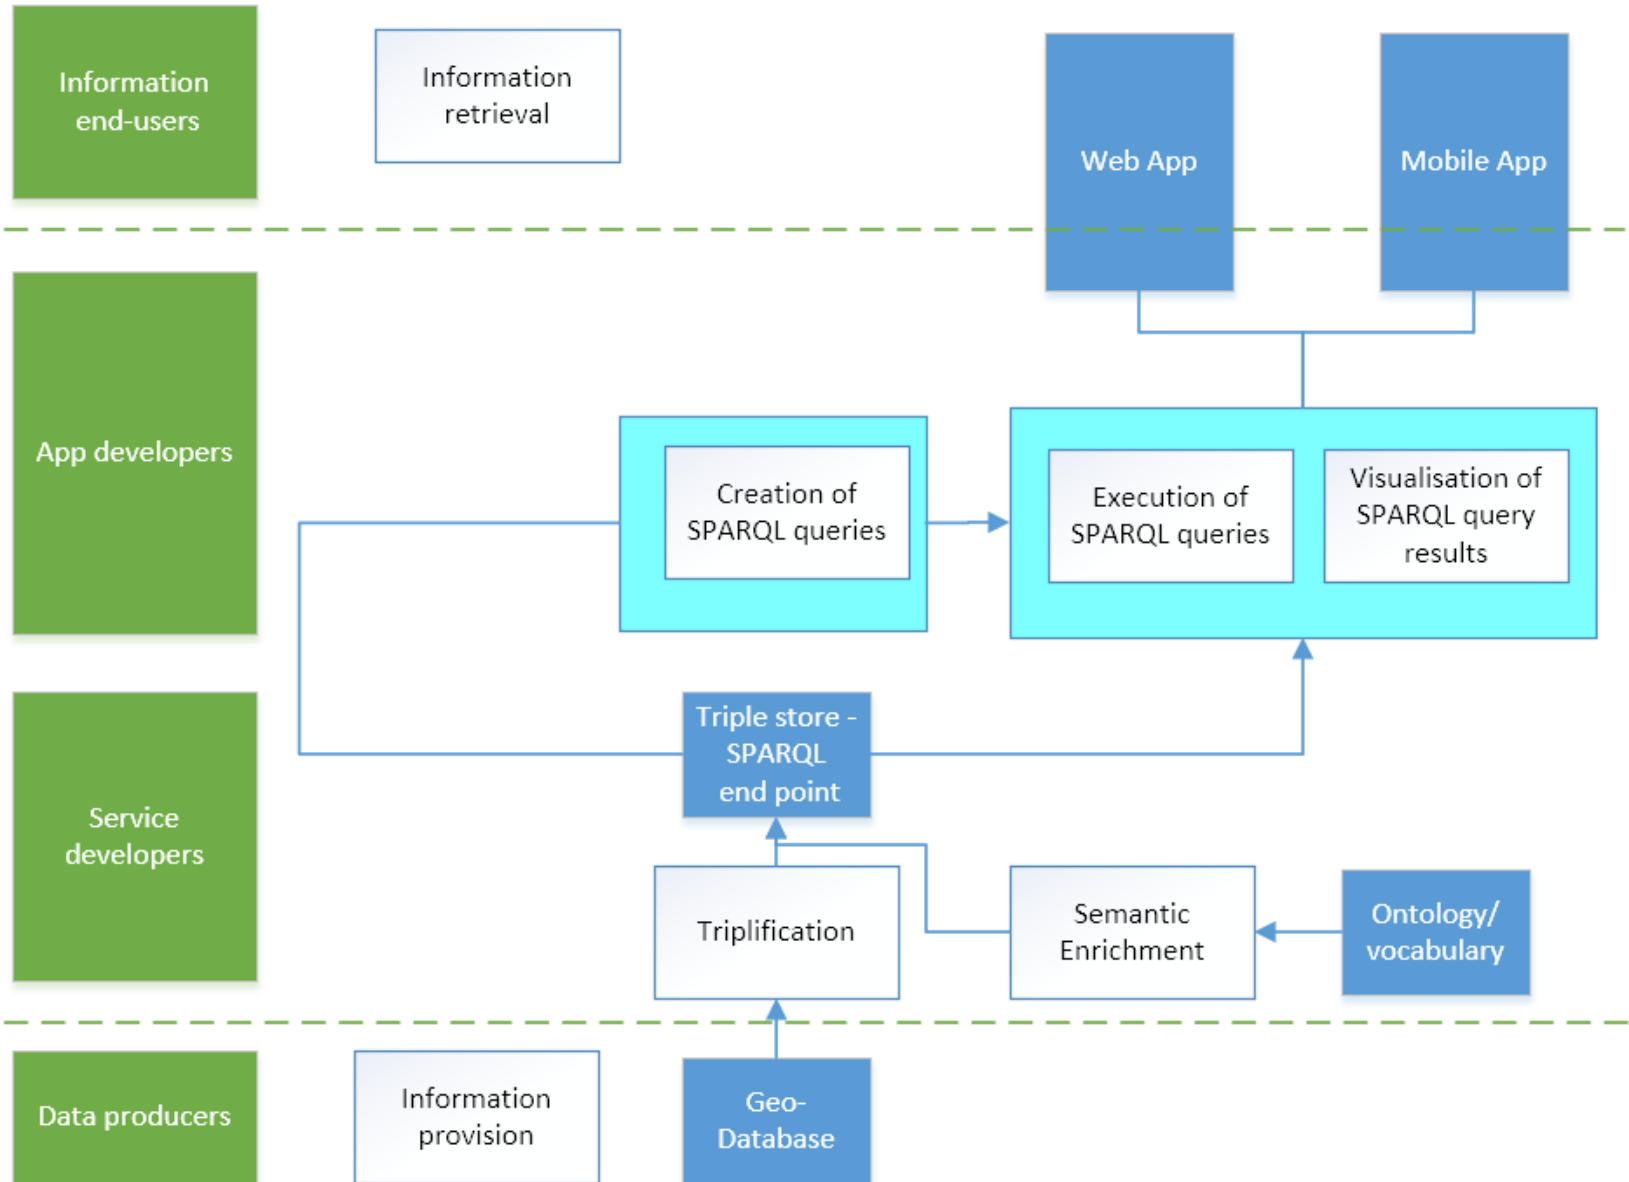 Information
end-users
Information
retrieval
Web App
Mobile App
App developers
Creation of
SPARQL queries
Execution of
SPARQL queries
Visualisation of
SPARQL query
results
Service
developers
Triple store -
SPARQL
end point
Triplification
Semantic
Enrichment
Ontology/
vocabulary
Data producers
Information
provision
Geo-
Database